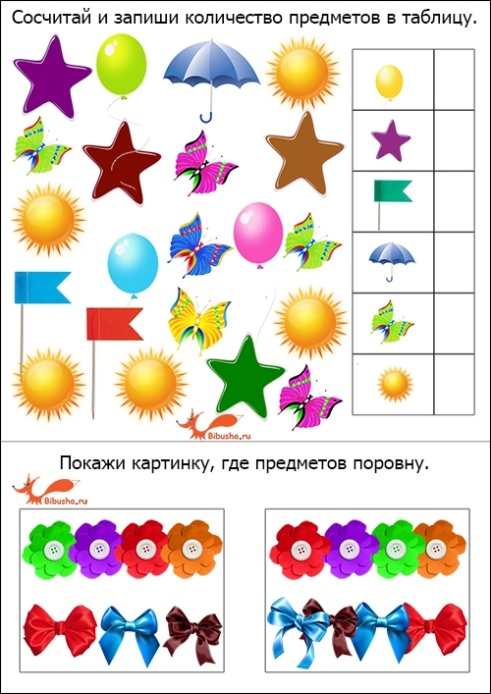 Сосчитай и запиши количество предметов в таблицу.
Bibusha.ru
Покажи картинку, где предметов поровну.
Bibusha.ru